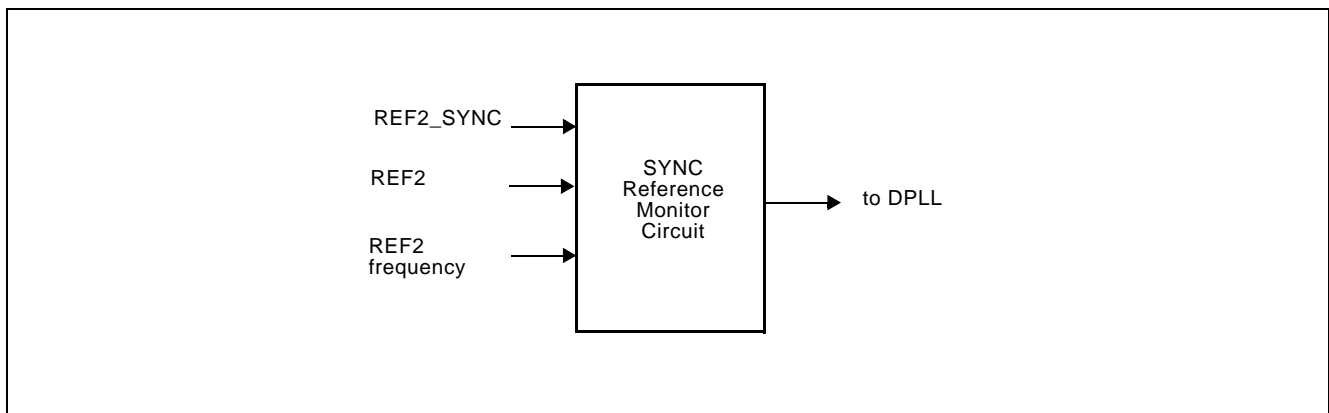 REF2_SYNC
REF2
REF2
frequency
SYNC
Reference
Monitor
Circuit
to DPLL